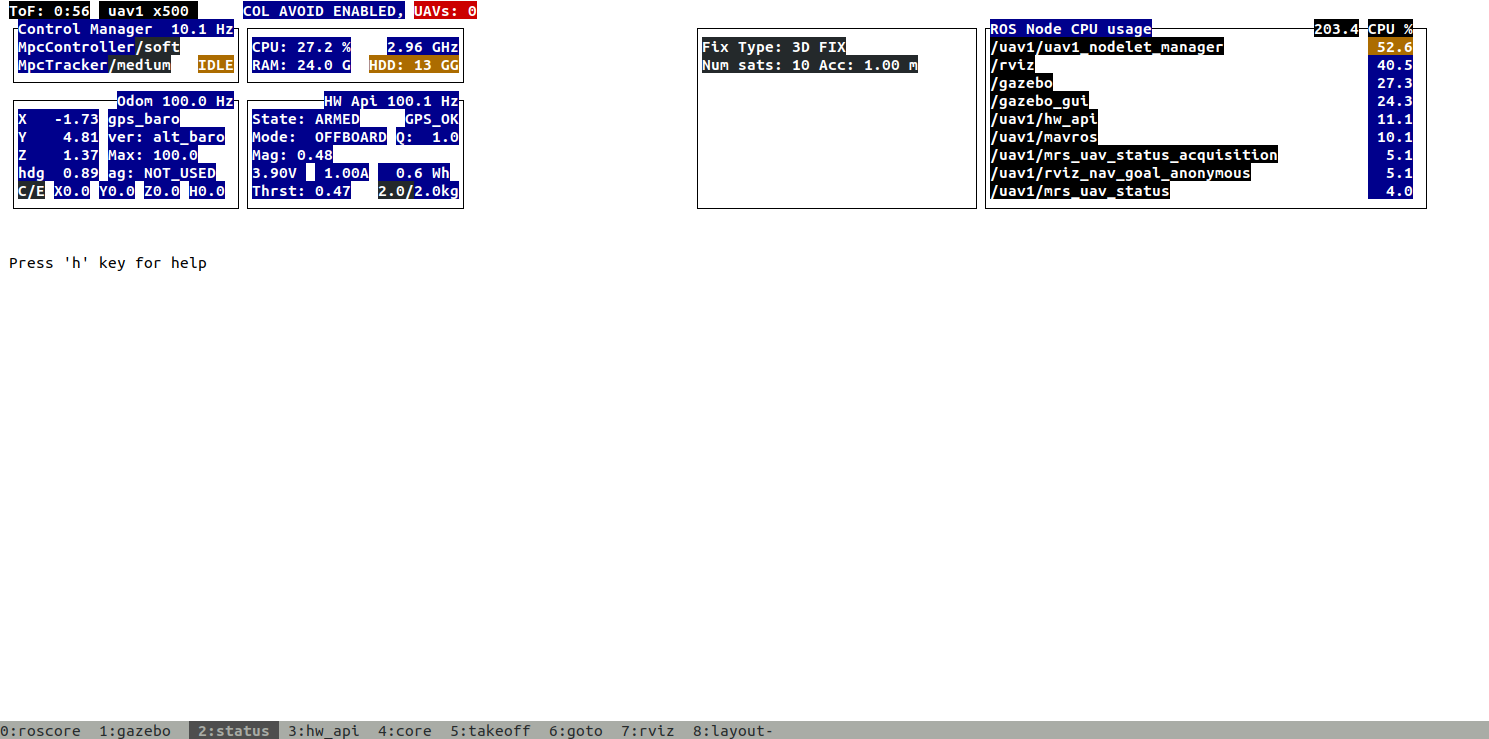 ToF: 0:56 uav1 x500 COL AVOID ENABLED, UAVs: 0
Control Manager 10.1 Hz
MpcController/soft
MpcTracker/medium IDLE
CPU: 27.2 % 2.96 GHz
RAM: 24.0 G HDD: 13 GG
Odom 100.0 Hz
X -1.73 gps_baro
Y 4.81 ver: alt_baro
Z 1.37 Max: 100.0
hdg 0.89 ag: NOT_USED
C/E X0.0 Y0.0 Z0.0 H0.0
HW Api 100.1 Hz
State: ARMED GPS_OK
Mode: OFFBOARD Q: 1.0
Mag: 0.48
3.90V 1.00A 0.6 Wh
Thrst: 0.47 2.0/2.0kg
Fix Type: 3D FIX
Num sats: 10 Acc: 1.00 m
ROS Node CPU usage 203.4 CPU %
/uav1/uav1_nodelet_manager 52.6
/rviz 40.5
/gazebo 27.3
/gazebo_gui 24.3
/uav1/hw_api 11.1
/uav1/mavros 10.1
/uav1/mrs_uav_status_acquisition 5.1
/uav1/rviz_nav_goal_anonymous 5.1
/uav1/mrs_uav_status 4.0
Press 'h' key for help
0:roscore 1:gazebo 2:status 3:hw_api 4:core 5:takeoff 6:goto 7:rviz 8:layout-